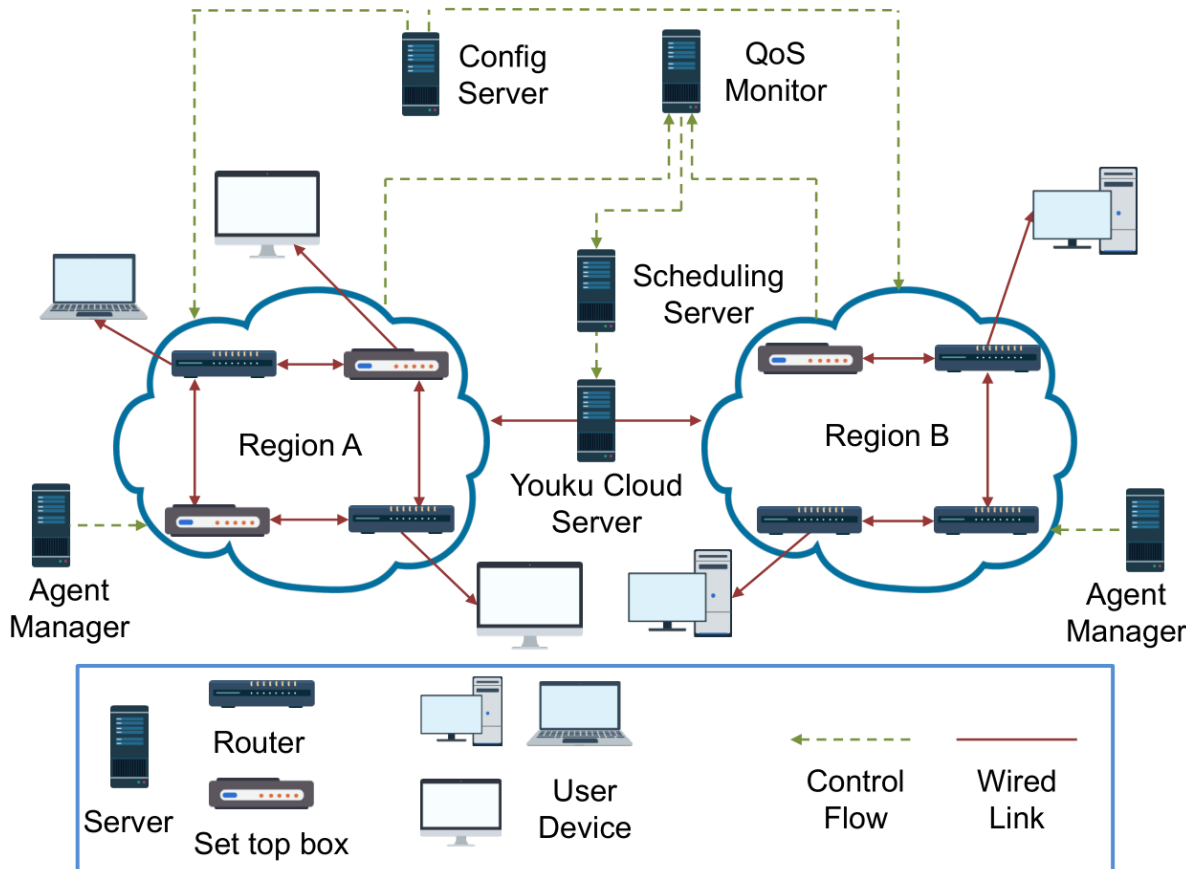 Config
Server
QoS
Monitor
Scheduling
Server
Region A
Region B
Youku Cloud
Server
Agent
Manager
Agent
Manager
Router
Server
Set top box
User
Device
Control
Flow
Wired
Link